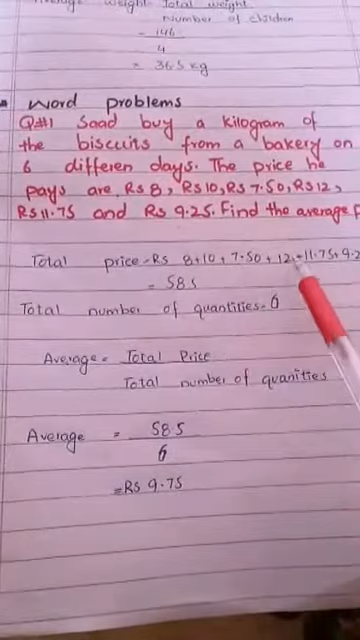 Weight Total weight
Number of children
= 146
4
= 36.5 kg
Word problems
Q#1 Saad buy a kilogram of
the biscuits from a bakery on
6 differen days. The price he
pays are Rs 8, Rs 10, Rs 7.50, Rs 12,
Rs 11.75 and Rs 9.25. Find the average
Total price = Rs 8+10+7.50+12+11.75+9.2
= 58.5
Total number of quantities = 6
Average = Total Price
Total number of quanities
Average = 58.5
6
= Rs 9.75